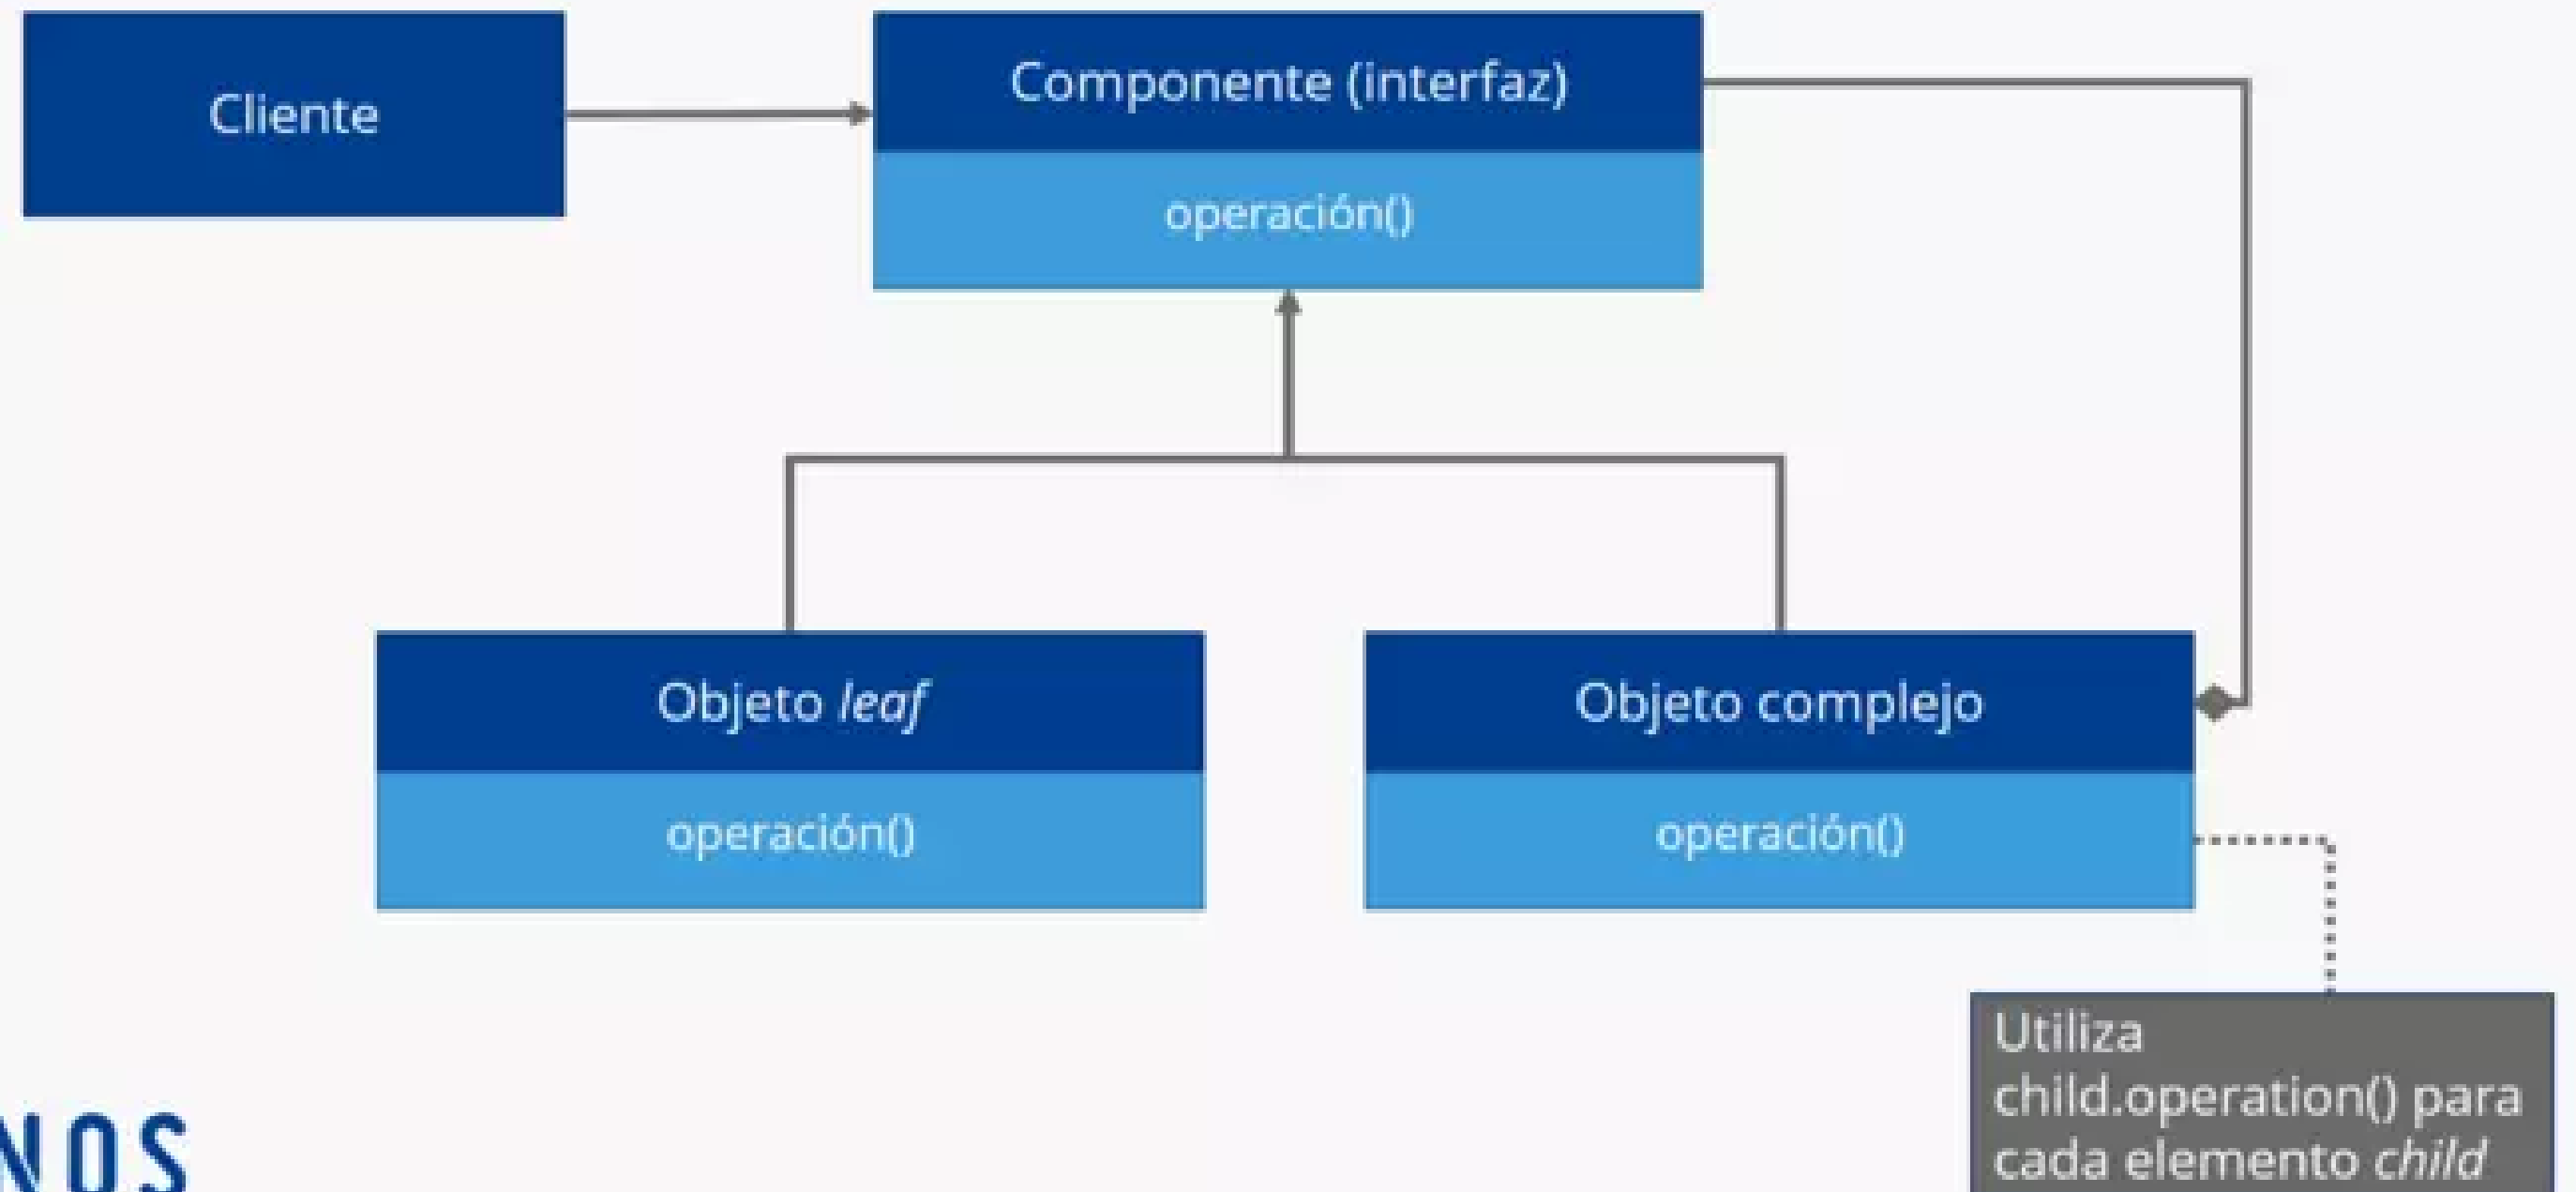 Cliente
Componente (interfaz)
operación()
Objeto leaf
operación()
Objeto complejo
operación()
Utiliza
child.operation() para
cada elemento child
NOS